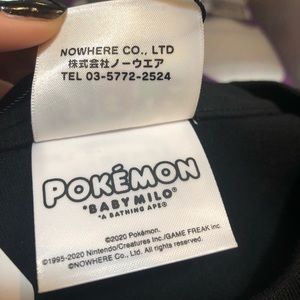 NOWHERE CO., LTD
株式会社ノーウエア
TEL 03-5772-2524
POKÉMON
"BABY MILO®
"A BATHING APE®
©2020 Pokémon.
©1995-2020 Nintendo/Creatures Inc./GAME FREAK inc.
©NOWHERE Co., Ltd. All rights reserved.